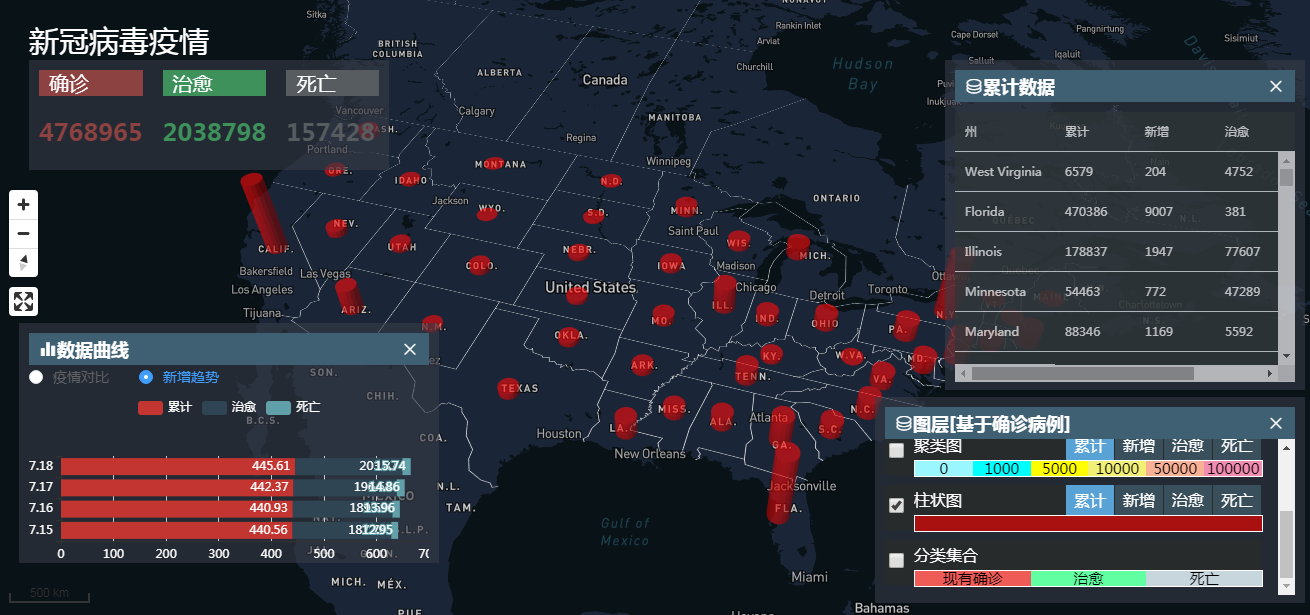 新冠病毒疫情
确诊 治愈 死亡
4768965 2038798 157428
累计数据
州 累计 新增 治愈
West Virginia 6579 204 4752
Florida 470386 9007 381
Illinois 178837 1947 77607
Minnesota 54463 772 47289
Maryland 88346 1169 5592
数据曲线
疫情对比 新增趋势
累计 治愈 死亡
7.18 445.61 15.74
7.17 442.37 14.86
7.16 440.93 13.96
7.15 440.56
0 100 200 300 400 500 600
图层[基于确诊病例]
聚类图 累计 新增 治愈 死亡
0 1000 5000 10000 50000 100000
柱状图 累计 新增 治愈 死亡
分类集合
现有确诊 治愈 死亡
500 km
Sitka
BRITISH
COLUMBIA
ALBERTA
Canada
Calgary
Vancouver
Portland
Regina
MANITOBA
Winnipeg
ONTARIO
Hudson
Bay
Rankin Inlet
Arviat
Churchill
Cape Dorset
Pangnirtung
Sisimiut
Iqaluit
Salluit
Inukjuak
ORE.
IDAHO
MONTANA
N.D.
MINN.
Jackson
WYO.
S.D.
Saint Paul
WIS.
MICH.
NEV.
UTAH
CALIF.
COLO.
NEBR.
IOWA
Madison
Chicago
Detroit
Toronto
Bakersfield
Las Vegas
Los Angeles
Tijuana
ARIZ.
N.M.
United States
ILL.
IND.
OHIO
PA.
MO.
OKLA.
ARK.
KY.
W.VA.
MD.
VA.
TENN.
N.C.
TEXAS
MISS.
ALA.
Atlanta
GA.
S.C.
LA.
Houston
New Orleans
Jacksonville
FLA.
SON.
CHIH.
COA.
B.C.S.
N.L.
TAM.
MEXICO
Gulf of
Mexico
Miami
MICH. MÉX.
PUE.
Havana
Bahamas
QUEBEC
N.L.
Charlottetown
N.S.